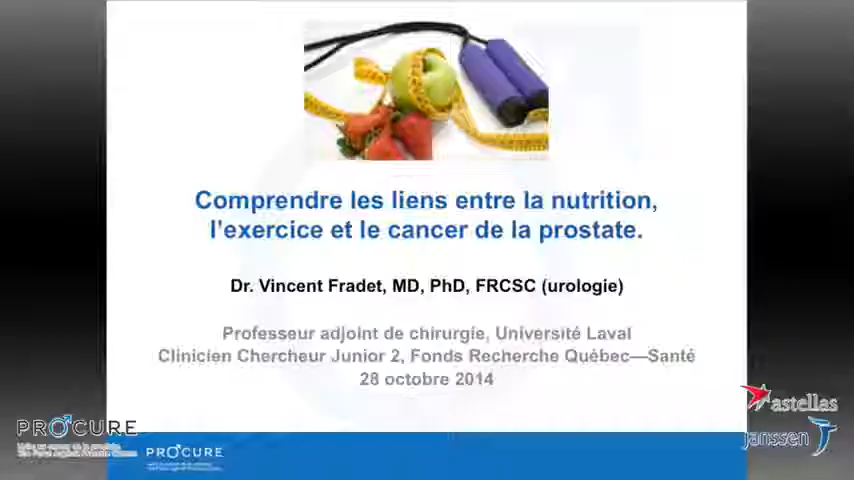 Comprendre les liens entre la nutrition,
l'exercice et le cancer de la prostate.
Dr. Vincent Fradet, MD, PhD, FRCSC (urologie)
Professeur adjoint de chirurgie, Université Laval
Clinicien Chercheur Junior 2, Fonds Recherche Québec—Santé
28 octobre 2014
PROCURE
PROCURE
astellas
janssen